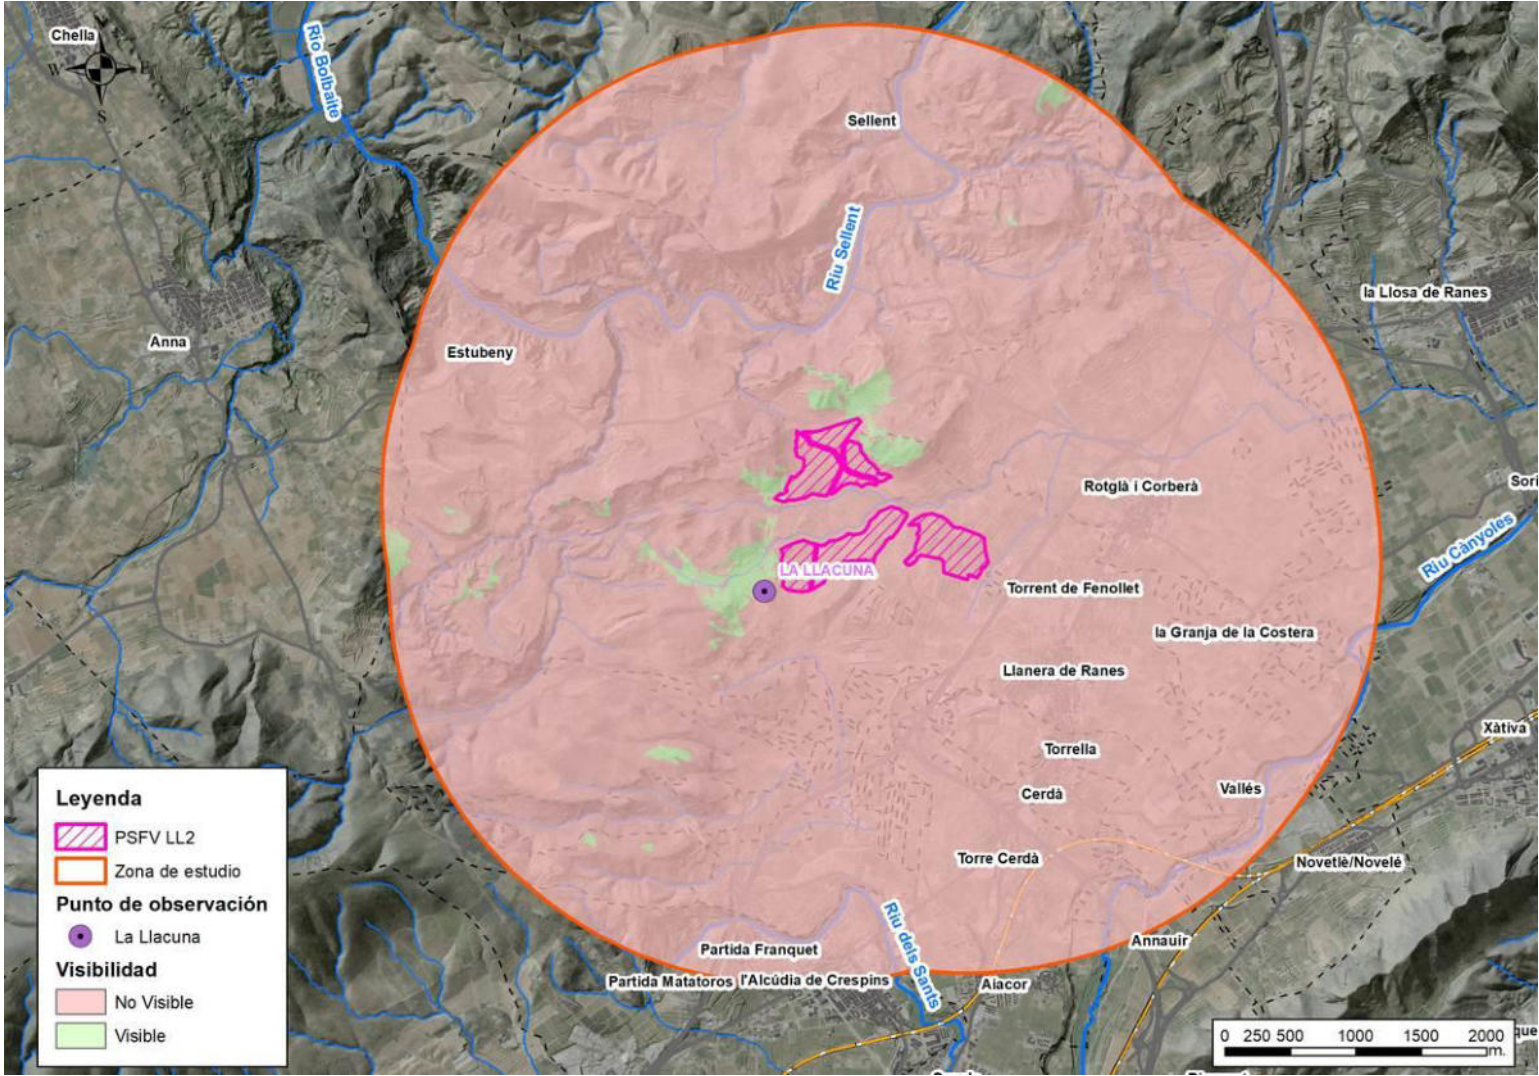 Chella
W
E
S
Río Bolbaite
Sellent
Riu Sellent
la Llosa de Ranes
Anna
Estubeny
Rotglà i Corberà
Riu Cànyoles
LA LLACUNA
Torrent de Fenollet
la Granja de la Costera
Llanera de Ranes
Xàtiva
Torrella
Vallés
Cerdà
Torre Cerdà
Novetlè/Novelé
Riu dels Sants
Annauir
Partida Franquet
Partida Matatoros
l'Alcúdia de Crespins
Aiacor
Leyenda
PSFV LL2
Zona de estudio
Punto de observación
La Llacuna
Visibilidad
No Visible
Visible
0 250 500 1000 1500 2000
m.